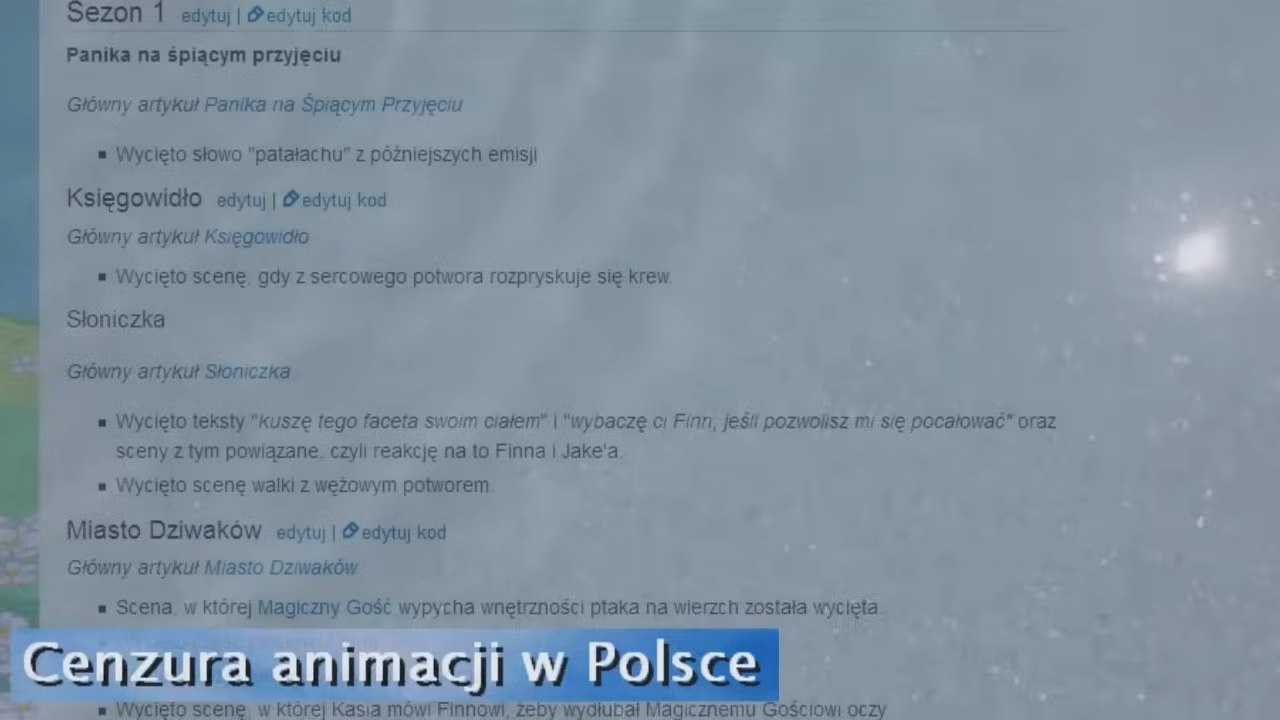 Sezon 1 edytuj | edytuj kod
Panika na śpiącym przyjęciu
Główny artykuł Panika na Śpiącym Przyjęciu
Wycięto słowo "patałachu" z późniejszych emisji
Księgowidło edytuj | edytuj kod
Główny artykuł Księgowidło
Wycięto scenę, gdy z sercowego potwora rozpryskuje się krew.
Słoniczka
Główny artykuł Słoniczka
Wycięto teksty "kuszę tego faceta swoim ciałem" i "wybaczę ci Finn, jeśli pozwolisz mi się pocałować" oraz
sceny z tym powiązane, czyli reakcję na to Finna i Jake'a.
Wycięto scenę walki z wężowym potworem.
Miasto Dziwaków edytuj | edytuj kod
Główny artykuł Miasto Dziwaków
Scena, w której Magiczny Gość wypycha wnętrzności ptaka na wierzch została wycięta.
Cenzura animacji w Polsce
Wycięto scenę, w której Kasia mówi Finnowi, żeby wydłubał Magicznemu Gościowi oczy